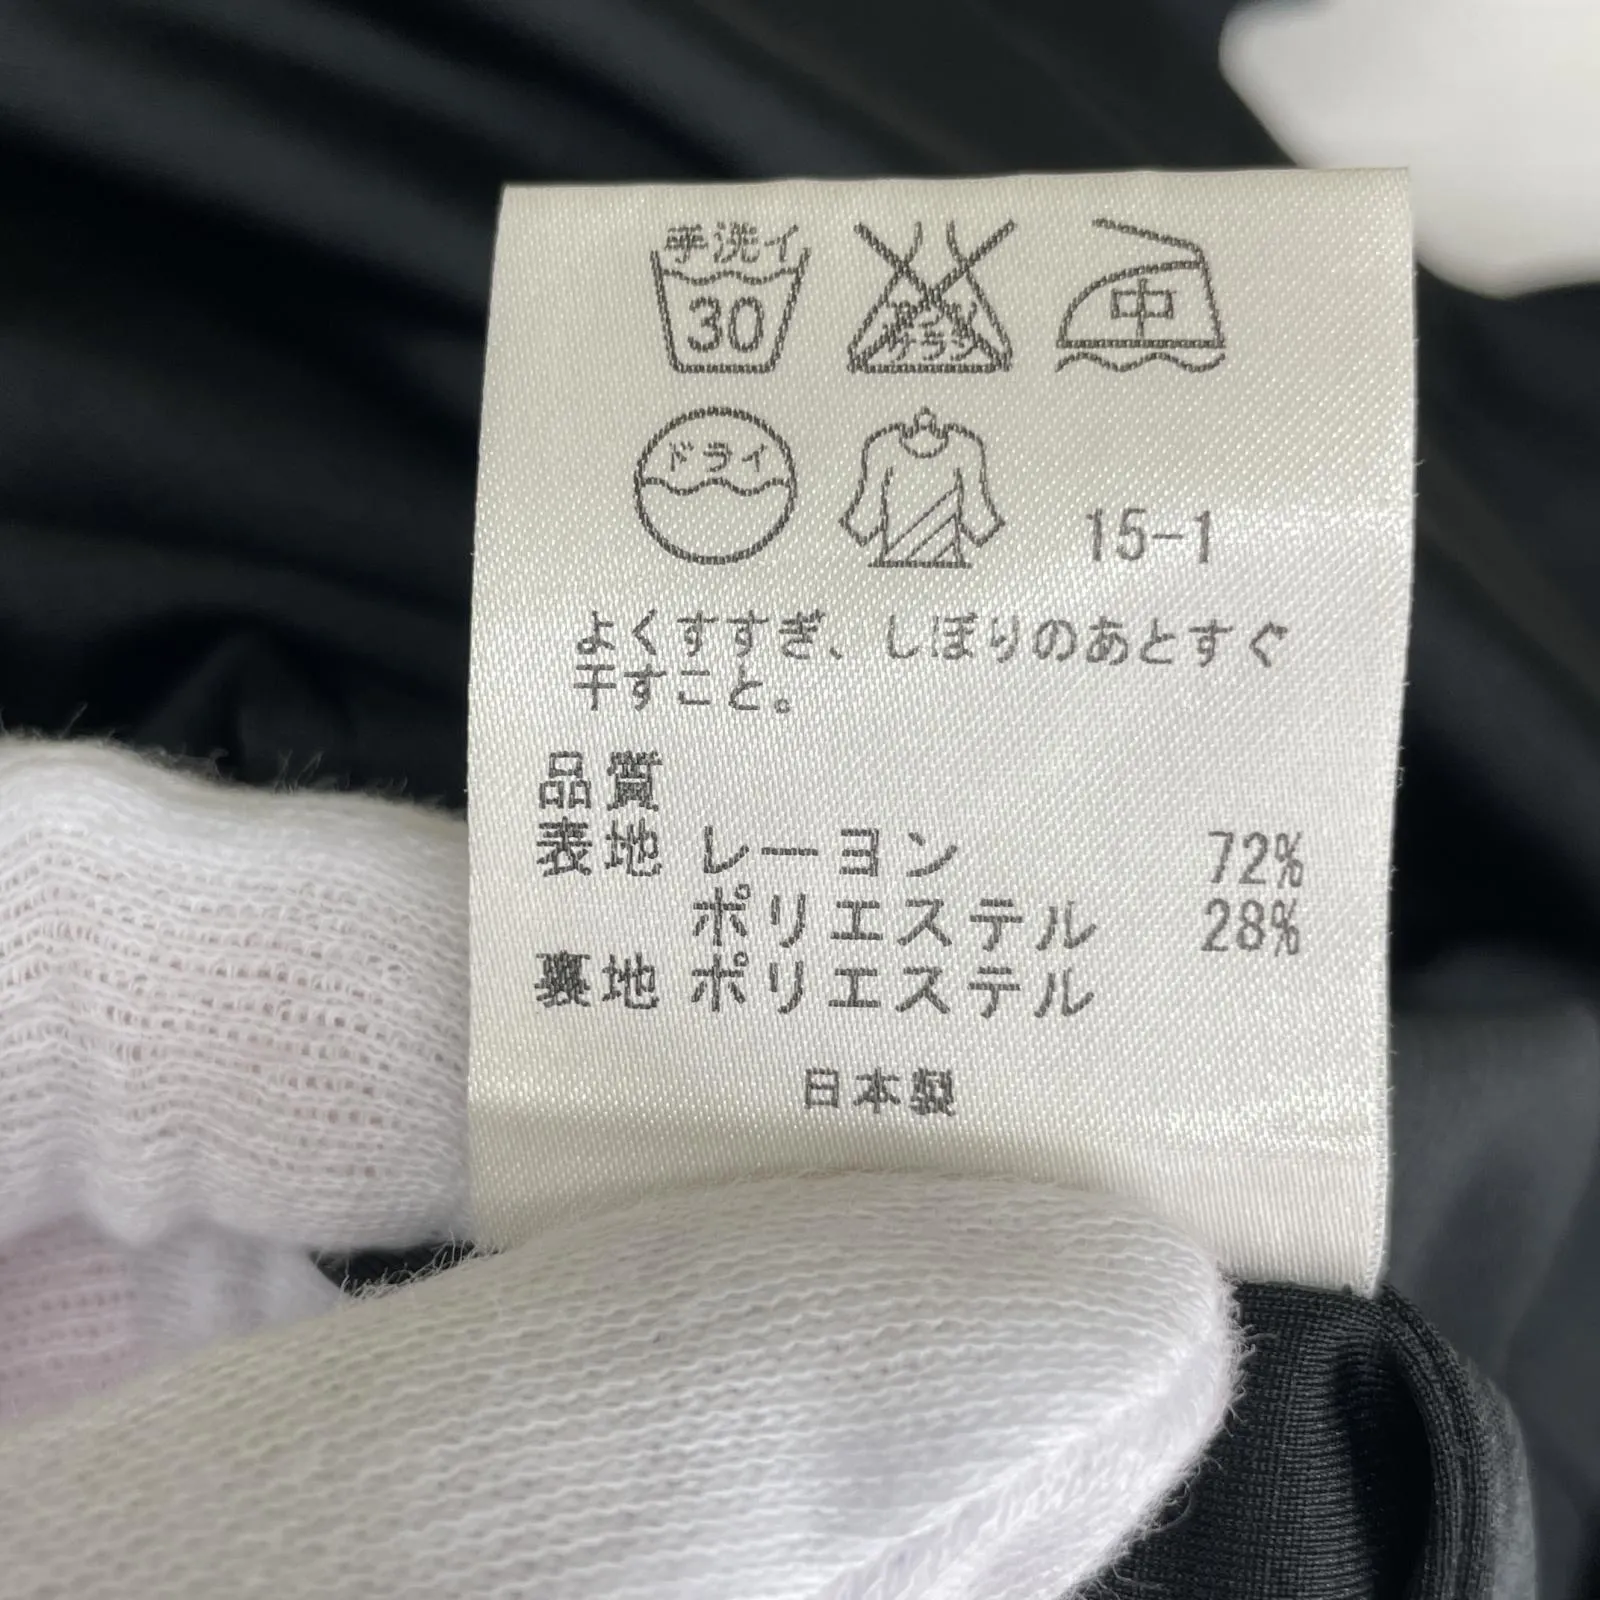 手洗イ
30
中
ドライ
15-1
よくすすぎ、しぼりのあとすぐ
干すこと。
品質
表地 レーヨン 72%
ポリエステル 28%
裏地 ポリエステル
日本製